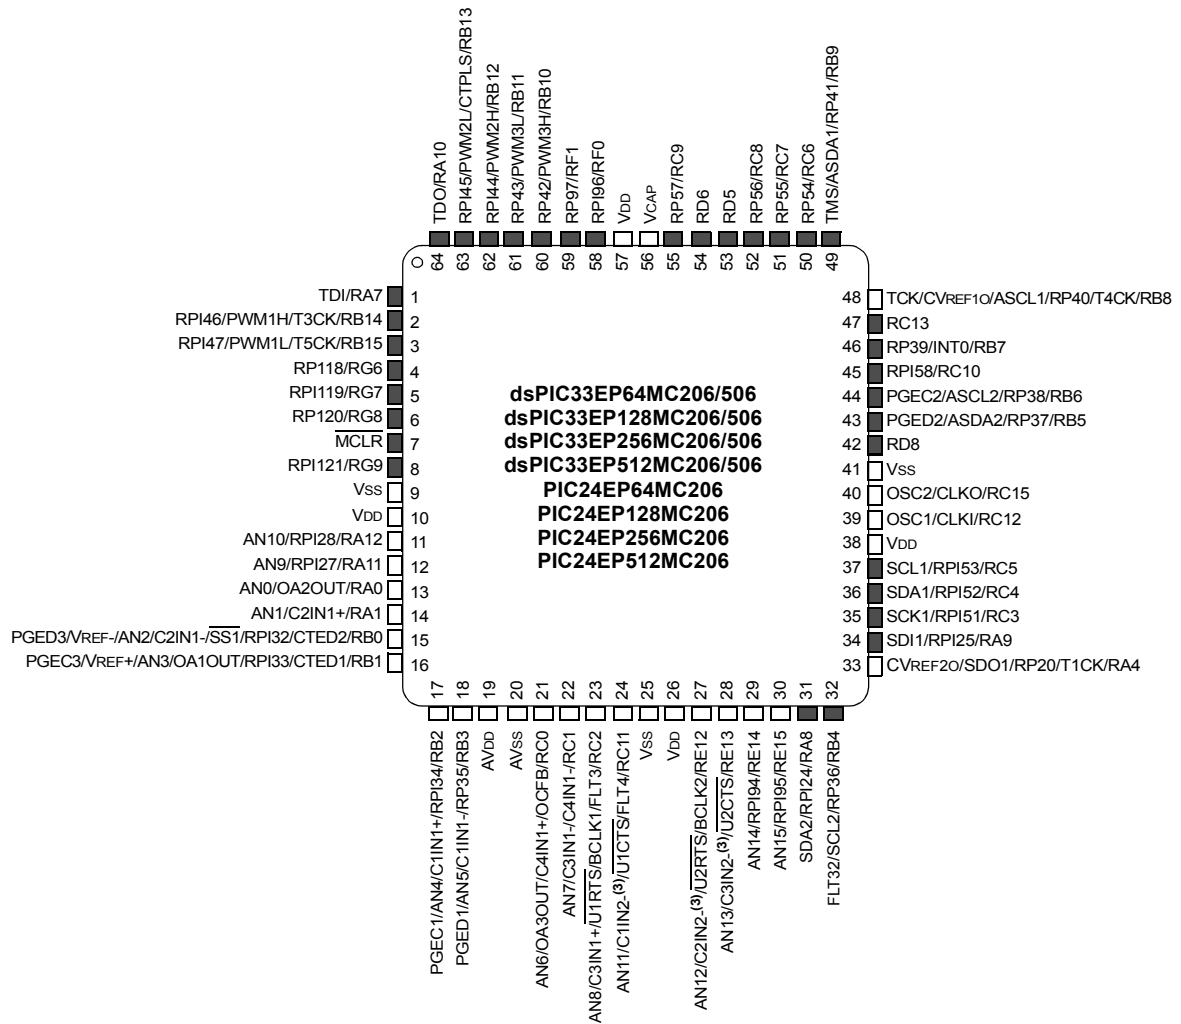 TDO/RA10
RPI45/PWM2L/CTPLS/RB13
RPI44/PWM2H/RB12
RP43/PWM3L/RB11
RP42/PWM3H/RB10
RP97/RF1
RPI96/RF0
VDD
VCAP
RP57/RC9
RD6
RD5
RP56/RC8
RP55/RC7
RP54/RC6
TMS/ASDA1/RP41/RB9
64 63 62 61 60 59 58 57 56 55 54 53 52 51 50 49
TDI/RA7 1
RPI46/PWM1H/T3CK/RB14 2
RPI47/PWM1L/T5CK/RB15 3
RP118/RG6 4
RPI119/RG7 5
RP120/RG8 6
MCLR 7
RPI121/RG9 8
VSS 9
VDD 10
AN10/RPI28/RA12 11
AN9/RPI27/RA11 12
AN0/OA2OUT/RA0 13
AN1/C2IN1+/RA1 14
PGED3/VREF-/AN2/C2IN1-/SS1/RPI32/CTED2/RB0 15
PGEC3/VREF+/AN3/OA1OUT/RPI33/CTED1/RB1 16
dsPIC33EP64MC206/506
dsPIC33EP128MC206/506
dsPIC33EP256MC206/506
dsPIC33EP512MC206/506
PIC24EP64MC206
PIC24EP128MC206
PIC24EP256MC206
PIC24EP512MC206
48 TCK/CVREF1O/ASCL1/RP40/T4CK/RB8
47 RC13
46 RP39/INT0/RB7
45 RPI58/RC10
44 PGEC2/ASCL2/RP38/RB6
43 PGED2/ASDA2/RP37/RB5
42 RD8
41 VSS
40 OSC2/CLKO/RC15
39 OSC1/CLKI/RC12
38 VDD
37 SCL1/RPI53/RC5
36 SDA1/RPI52/RC4
35 SCK1/RPI51/RC3
34 SDI1/RPI25/RA9
33 CVREF2O/SDO1/RP20/T1CK/RA4
17 18 19 20 21 22 23 24 25 26 27 28 29 30 31 32
PGEC1/AN4/C1IN1+/RPI34/RB2
PGED1/AN5/C1IN1-/RP35/RB3
AVDD
AVSS
AN6/OA3OUT/C4IN1+/OCFB/RC0
AN7/C3IN1-/C4IN1-/RC1
AN8/C3IN1+/U1RTS/BCLK1/FLT3/RC2
AN11/C1IN2-(3)/U1CTS/FLT4/RC11
VSS
VDD
AN12/C2IN2-(3)/U2RTS/BCLK2/RE12
AN13/C3IN2-(3)/U2CTS/RE13
AN14/RPI94/RE14
AN15/RPI95/RE15
SDA2/RPI24/RA8
FLT32/SCL2/RP36/RB4